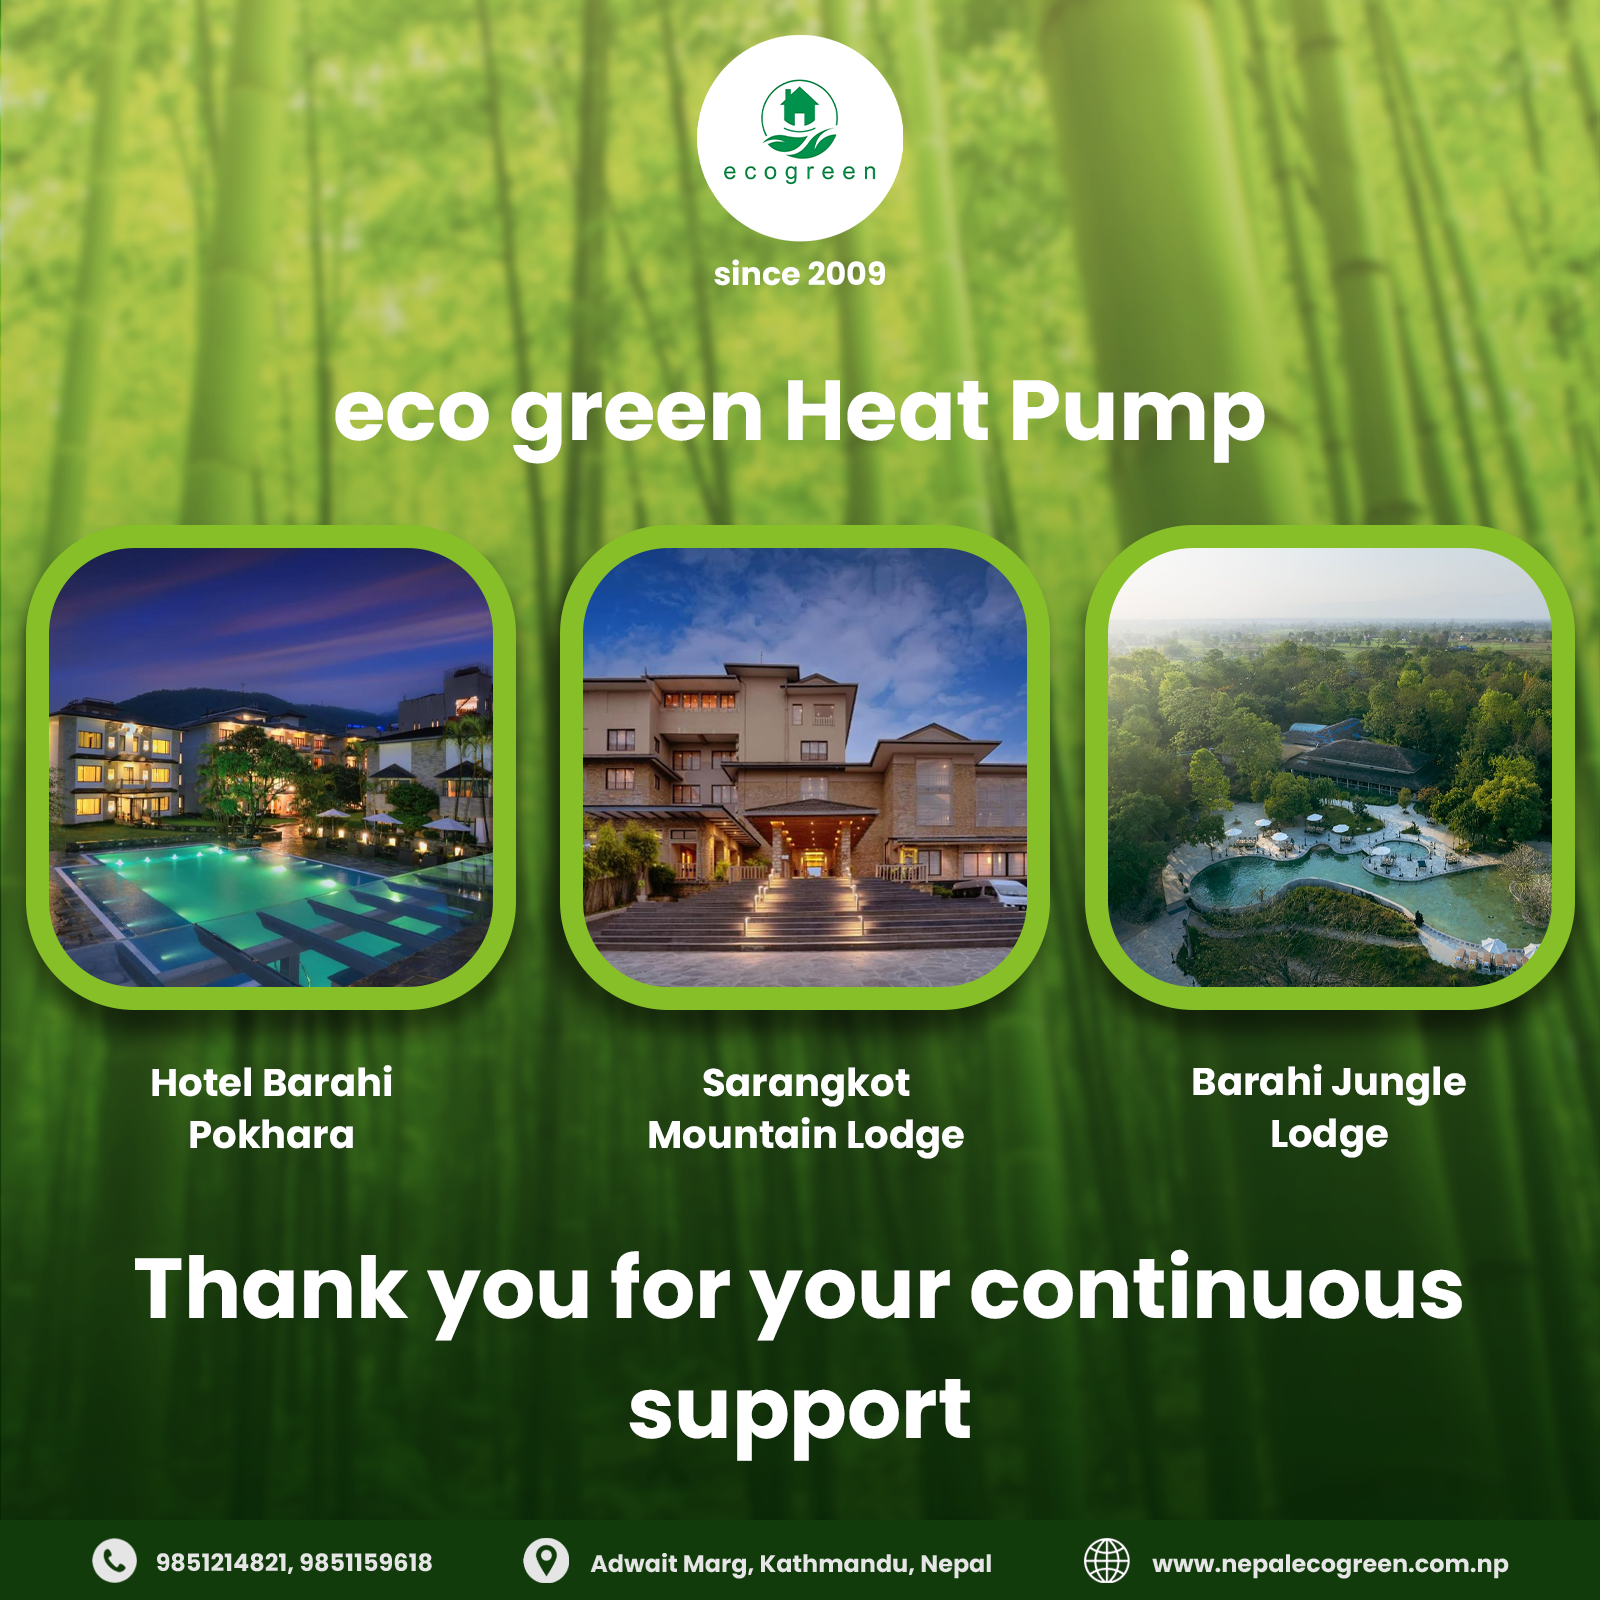 ecogreen
since 2009
eco green Heat Pump
Hotel Barahi
Pokhara
Sarangkot
Mountain Lodge
Barahi Jungle
Lodge
Thank you for your continuous
support
9851214821, 9851159618
Adwait Marg, Kathmandu, Nepal
www.nepalecogreen.com.np